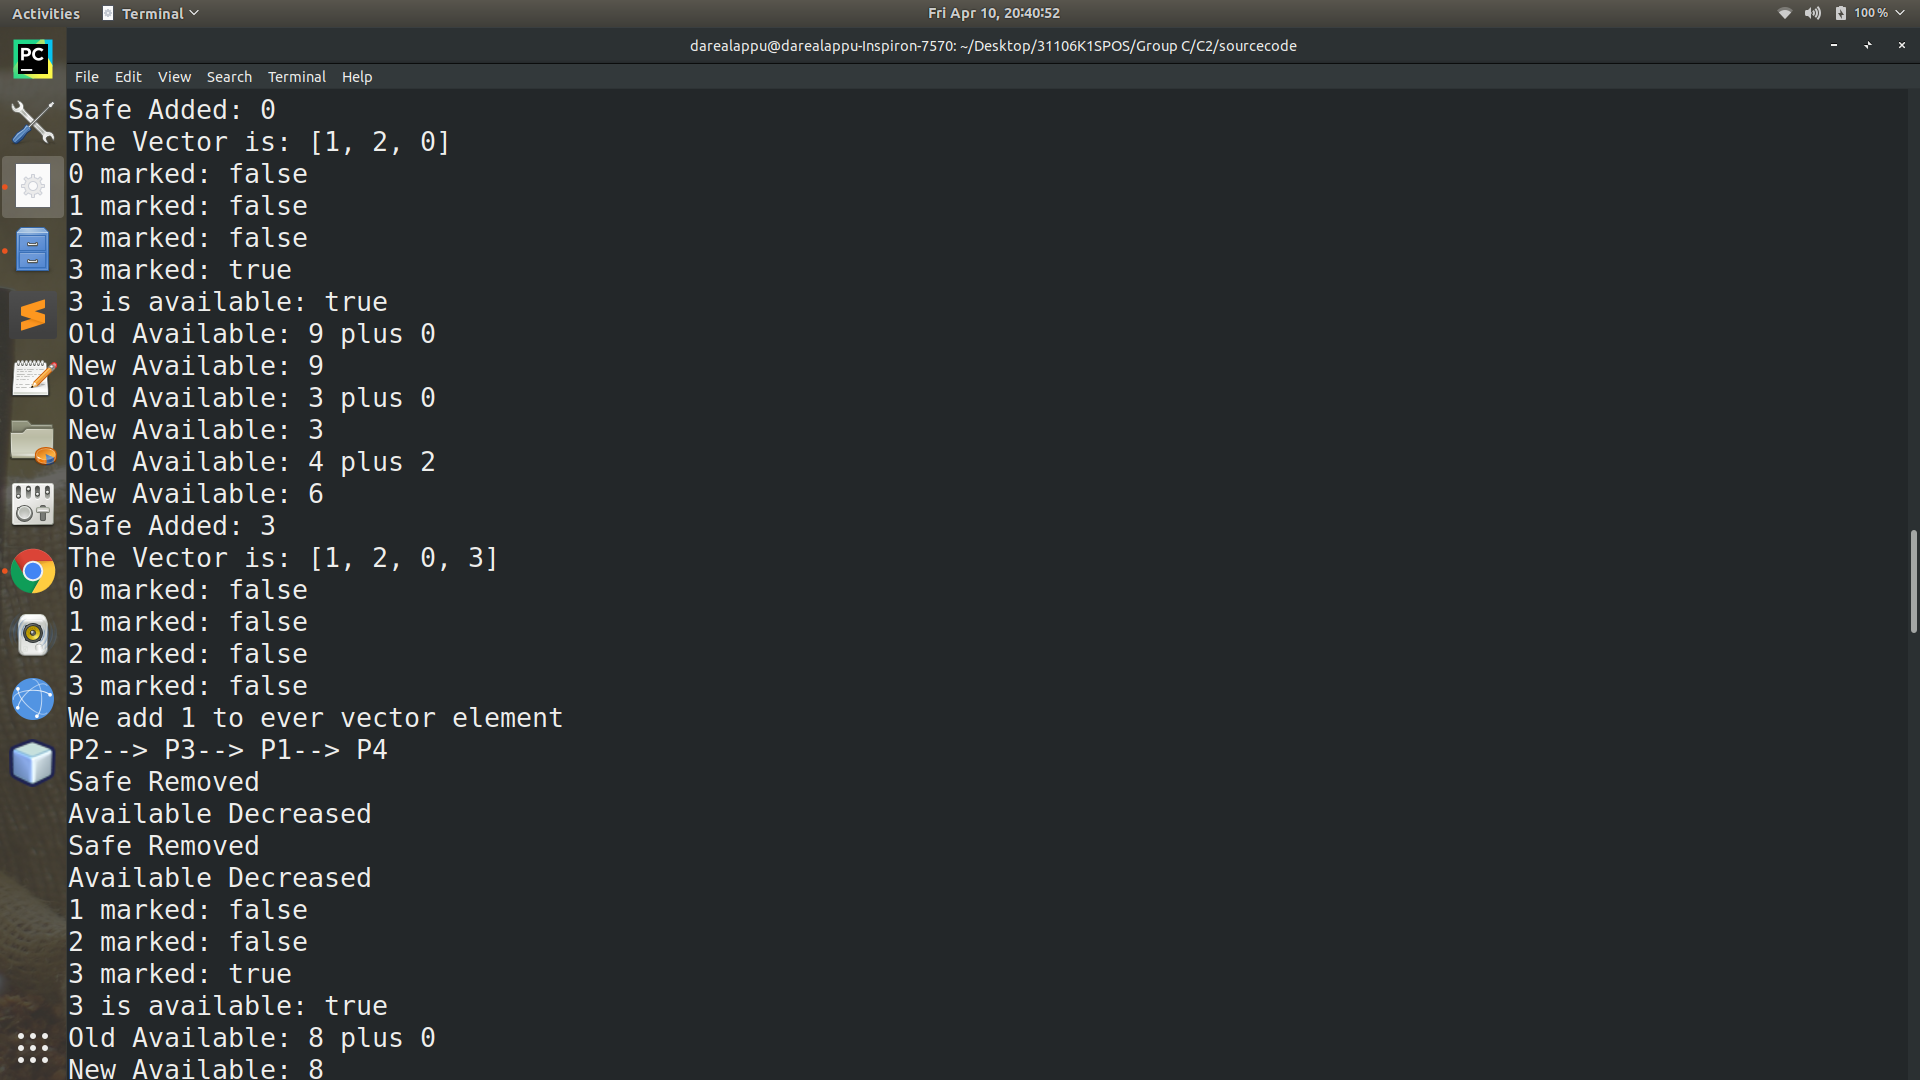 Activities Terminal Fri Apr 10, 20:40:52 100%
darealappu@darealappu-Inspiron-7570: ~/Desktop/31106K1SPOS/Group C/C2/sourcecode
File Edit View Search Terminal Help
PC
Safe Added: 0
The Vector is: [1, 2, 0]
0 marked: false
1 marked: false
2 marked: false
3 marked: true
3 is available: true
Old Available: 9 plus 0
New Available: 9
Old Available: 3 plus 0
New Available: 3
Old Available: 4 plus 2
New Available: 6
Safe Added: 3
The Vector is: [1, 2, 0, 3]
0 marked: false
1 marked: false
2 marked: false
3 marked: false
We add 1 to ever vector element
P2--> P3--> P1--> P4
Safe Removed
Available Decreased
Safe Removed
Available Decreased
1 marked: false
2 marked: false
3 marked: true
3 is available: true
Old Available: 8 plus 0
New Available: 8